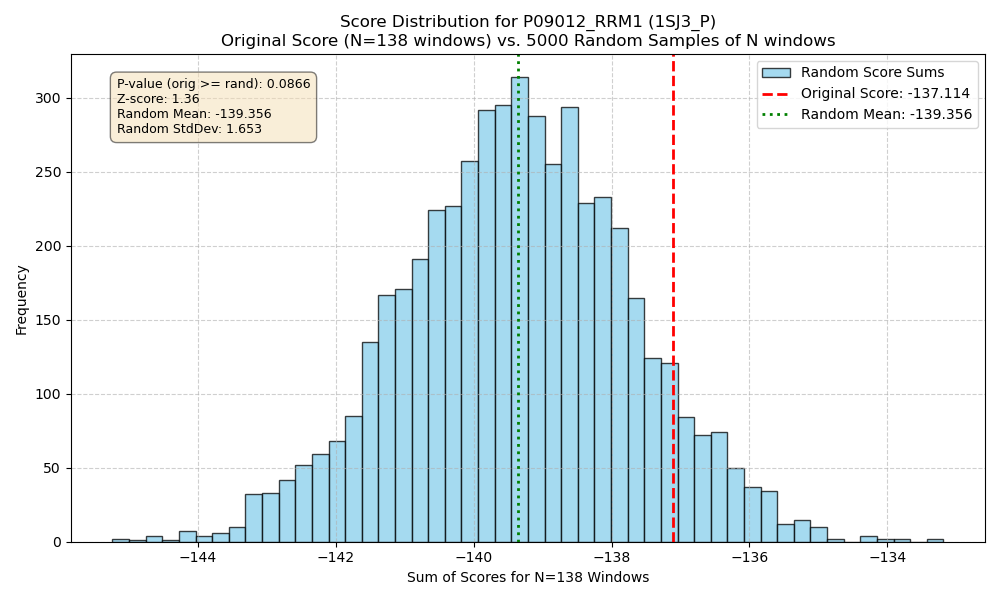 Score Distribution for P09012_RRM1 (1SJ3_P)
Original Score (N=138 windows) vs. 5000 Random Samples of N windows
P-value (orig >= rand): 0.0866
Z-score: 1.36
Random Mean: -139.356
Random StdDev: 1.653
Random Score Sums
Original Score: -137.114
Random Mean: -139.356
Frequency
300
250
200
150
100
50
0
−144 −142 −140 −138 −136 −134
Sum of Scores for N=138 Windows